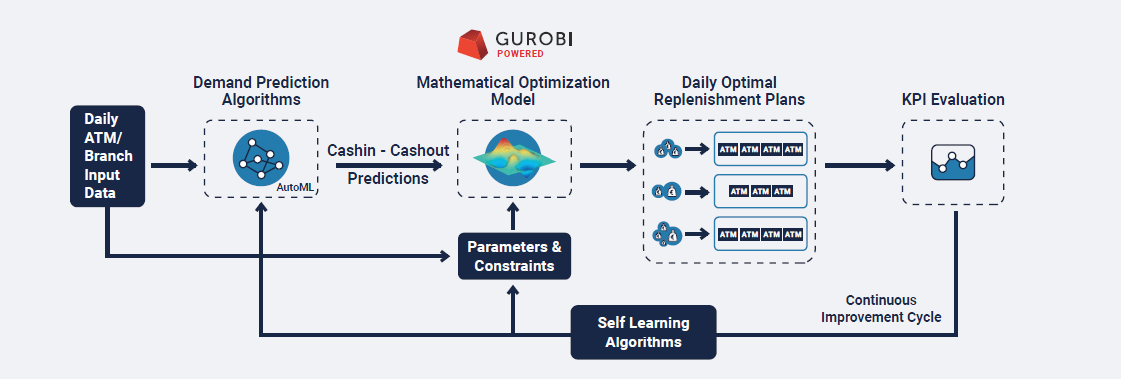 GUROBI
POWERED
Demand Prediction
Algorithms
Mathematical Optimization
Model
Daily Optimal
Replenishment Plans
KPI Evaluation
Daily
ATM/
Branch
Input
Data
AutoML
Cashin - Cashout
Predictions
ATM ATM ATM ATM
ATM ATM ATM
ATM ATM ATM ATM
Parameters &
Constraints
Self Learning
Algorithms
Continuous
Improvement Cycle